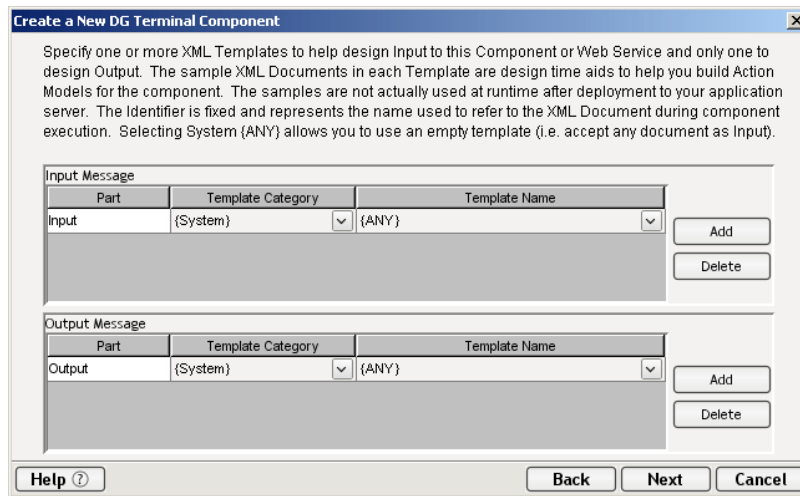 Create a New DG Terminal Component
Specify one or more XML Templates to help design Input to this Component or Web Service and only one to
design Output. The sample XML Documents in each Template are design time aids to help you build Action
Models for the component. The samples are not actually used at runtime after deployment to your application
server. The Identifier is fixed and represents the name used to refer to the XML Document during component
execution. Selecting System {ANY} allows you to use an empty template (i.e. accept any document as Input).
Input Message
Part Template Category Template Name
Input {System} {ANY}
Add
Delete
Output Message
Part Template Category Template Name
Output {System} {ANY}
Add
Delete
Help ? Back Next Cancel